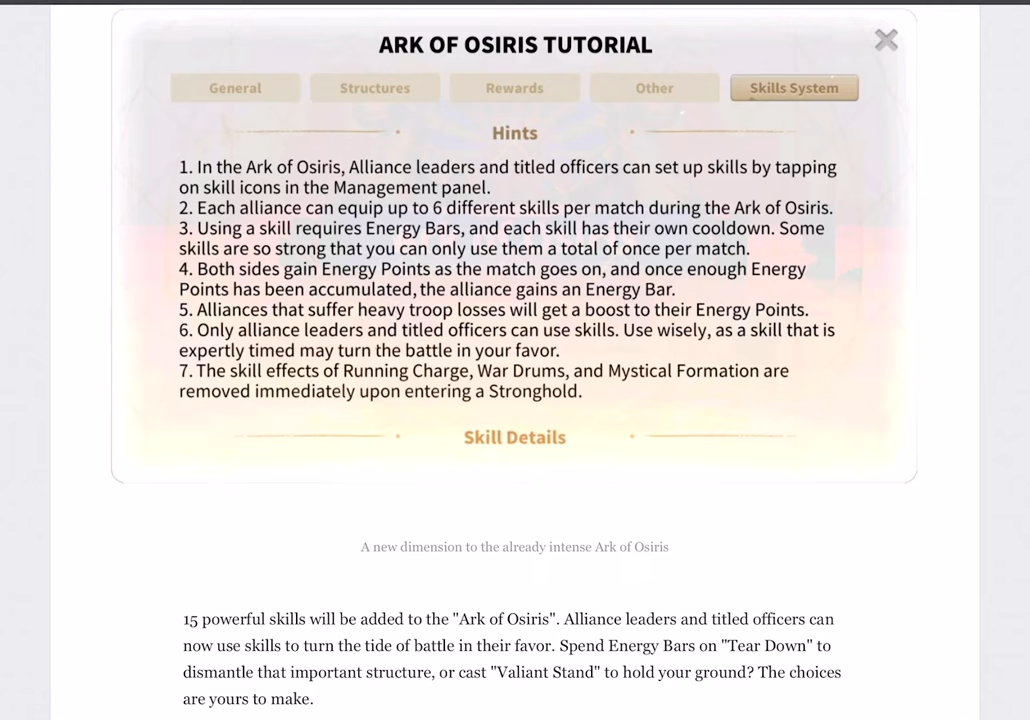 ARK OF OSIRIS TUTORIAL
General Structures Rewards Other Skills System
Hints
1. In the Ark of Osiris, Alliance leaders and titled officers can set up skills by tapping
on skill icons in the Management panel.
2. Each alliance can equip up to 6 different skills per match during the Ark of Osiris.
3. Using a skill requires Energy Bars, and each skill has their own cooldown. Some
skills are so strong that you can only use them a total of once per match.
4. Both sides gain Energy Points as the match goes on, and once enough Energy
Points has been accumulated, the alliance gains an Energy Bar.
5. Alliances that suffer heavy troop losses will get a boost to their Energy Points.
6. Only alliance leaders and titled officers can use skills. Use wisely, as a skill that is
expertly timed may turn the battle in your favor.
7. The skill effects of Running Charge, War Drums, and Mystical Formation are
removed immediately upon entering a Stronghold.
Skill Details
A new dimension to the already intense Ark of Osiris
15 powerful skills will be added to the "Ark of Osiris". Alliance leaders and titled officers can
now use skills to turn the tide of battle in their favor. Spend Energy Bars on "Tear Down" to
dismantle that important structure, or cast "Valiant Stand" to hold your ground? The choices
are yours to make.